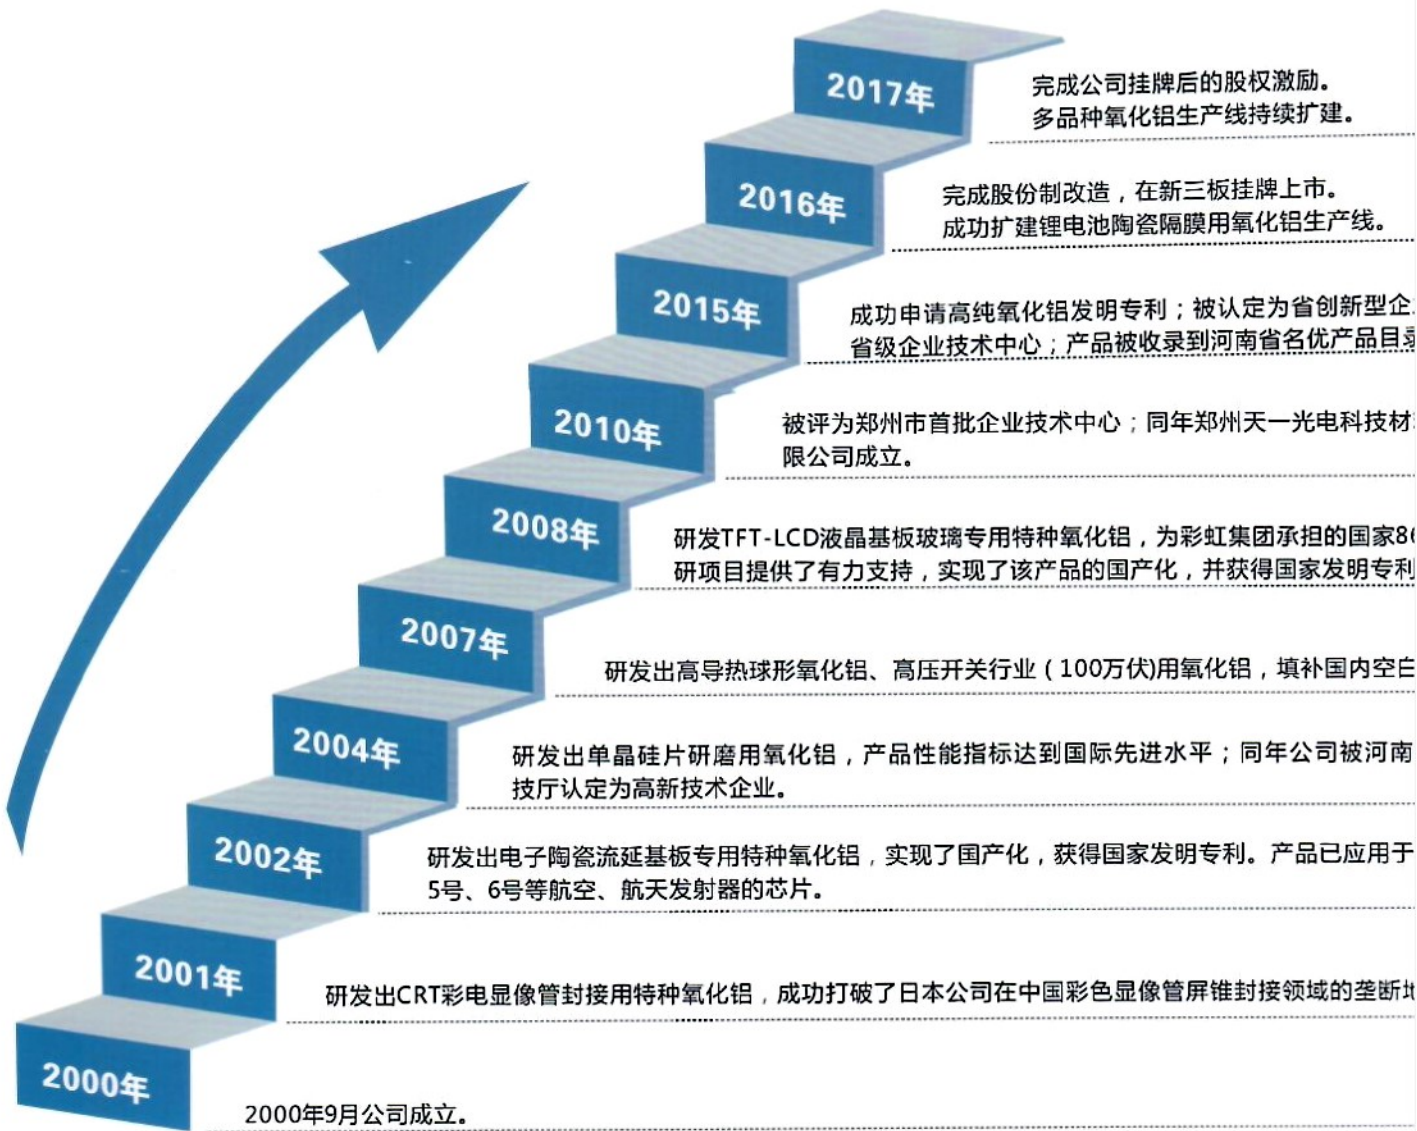 2017年
完成公司挂牌后的股权激励。
多品种氧化铝生产线持续扩建。
2016年
完成股份制改造，在新三板挂牌上市。
成功扩建锂电池陶瓷隔膜用氧化铝生产线。
2015年
成功申请高纯氧化铝发明专利；被认定为省创新型企
省级企业技术中心；产品被收录到河南省名优产品目录
2010年
被评为郑州市首批企业技术中心；同年郑州天一光电科技材
限公司成立。
2008年
研发TFT-LCD液晶基板玻璃专用特种氧化铝，为彩虹集团承担的国家8
研项目提供了有力支持，实现了该产品的国产化，并获得国家发明专利
2007年
研发出高导热球形氧化铝、高压开关行业（100万伏)用氧化铝，填补国内空白
2004年
研发出单晶硅片研磨用氧化铝，产品性能指标达到国际先进水平；同年公司被河南
技厅认定为高新技术企业。
2002年
研发出电子陶瓷流延基板专用特种氧化铝，实现了国产化，获得国家发明专利。产品已应用于
5号、6号等航空、航天发射器的芯片。
2001年
研发出CRT彩电显像管封接用特种氧化铝，成功打破了日本公司在中国彩色显像管屏锥封接领域的垄断地
2000年
2000年9月公司成立。